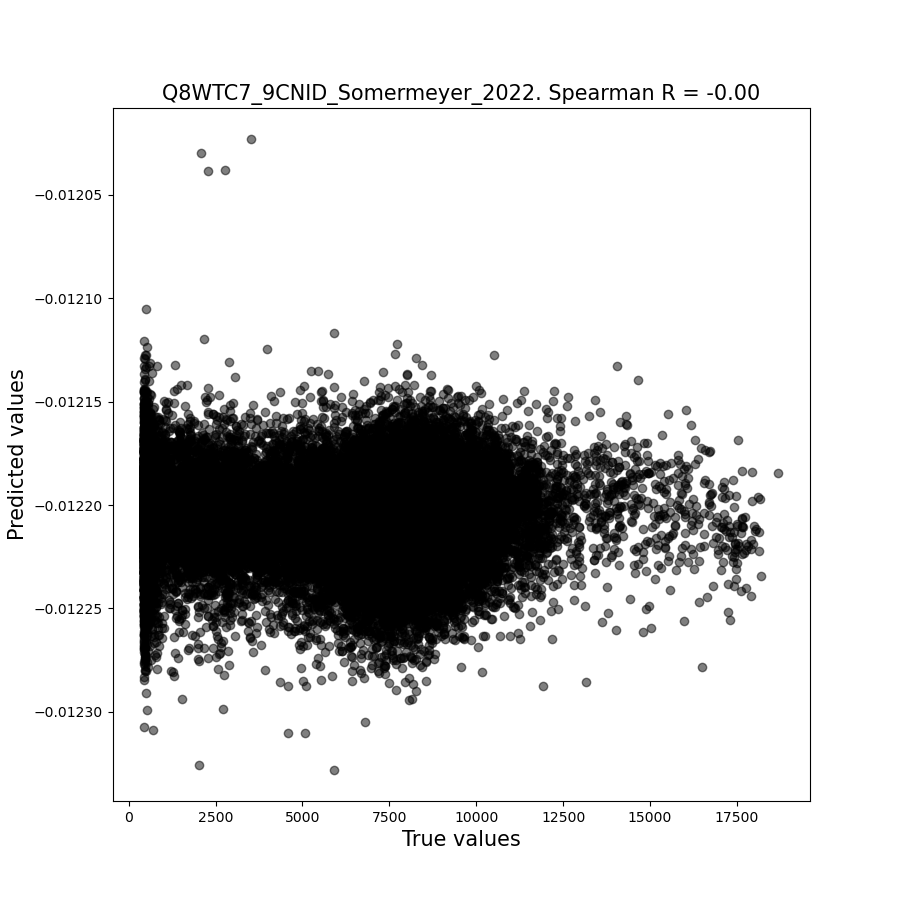 Q8WTC7_9CNID_Somermeyer_2022. Spearman R = -0.00
Predicted values
−0.01205
−0.01210
−0.01215
−0.01220
−0.01225
−0.01230
0 2500 5000 7500 10000 12500 15000 17500
True values